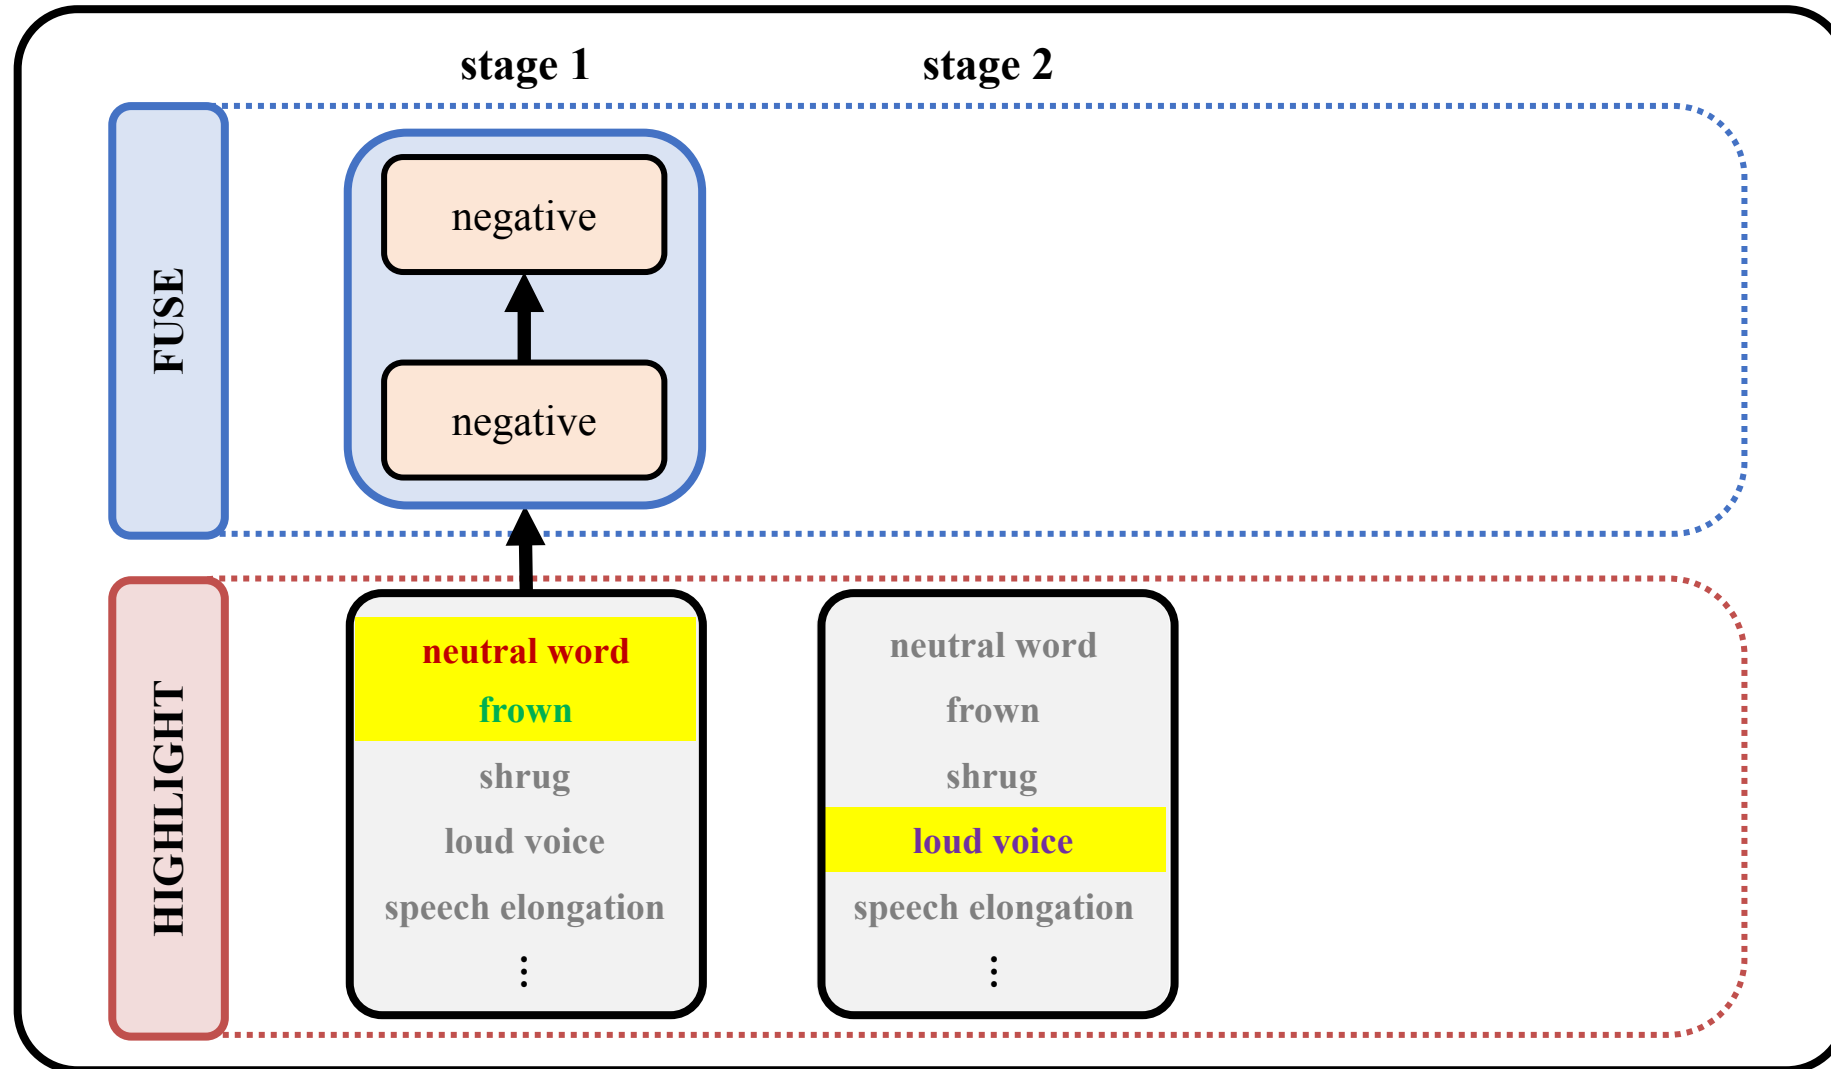 stage 1
stage 2
FUSE
negative
negative
HIGHLIGHT
neutral word
frown
shrug
loud voice
speech elongation
⋮
neutral word
frown
shrug
loud voice
speech elongation
⋮